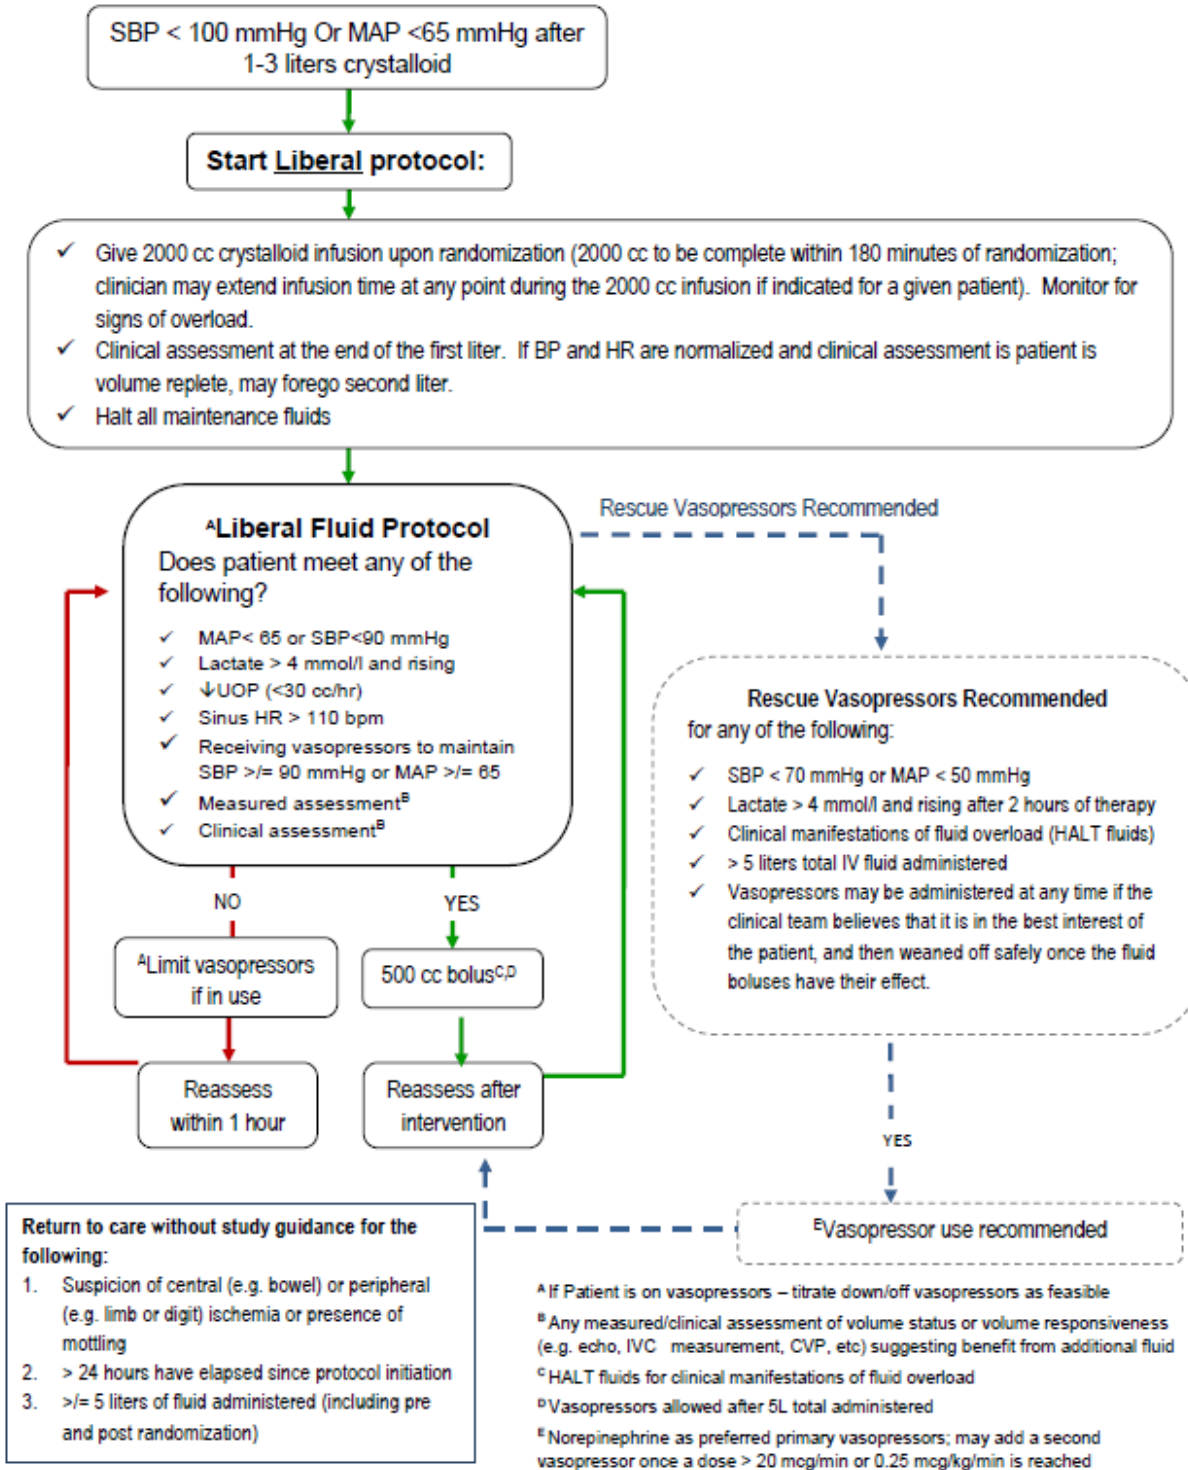 SBP < 100 mmHg Or MAP <65 mmHg after
1-3 liters crystalloid
Start Liberal protocol:
✓ Give 2000 cc crystalloid infusion upon randomization (2000 cc to be complete within 180 minutes of randomization;
clinician may extend infusion time at any point during the 2000 cc infusion if indicated for a given patient). Monitor for
signs of overload.
✓ Clinical assessment at the end of the first liter. If BP and HR are normalized and clinical assessment is patient is
volume replete, may forego second liter.
✓ Halt all maintenance fluids
Rescue Vasopressors Recommended
ᴬLiberal Fluid Protocol
Does patient meet any of the
following?
✓ MAP< 65 or SBP<90 mmHg
✓ Lactate > 4 mmol/l and rising
✓ ↓UOP (<30 cc/hr)
✓ Sinus HR > 110 bpm
✓ Receiving vasopressors to maintain
SBP >/= 90 mmHg or MAP >/= 65
✓ Measured assessmentᴮ
✓ Clinical assessmentᴮ
NO
YES
ᴬLimit vasopressors
if in use
500 cc bolusᶜ,ᴰ
Reassess
within 1 hour
Reassess after
intervention
Rescue Vasopressors Recommended
for any of the following:
✓ SBP < 70 mmHg or MAP < 50 mmHg
✓ Lactate > 4 mmol/l and rising after 2 hours of therapy
✓ Clinical manifestations of fluid overload (HALT fluids)
✓ > 5 liters total IV fluid administered
✓ Vasopressors may be administered at any time if the
clinical team believes that it is in the best interest of
the patient, and then weaned off safely once the fluid
boluses have their effect.
YES
ᴱVasopressor use recommended
Return to care without study guidance for the
following:
1. Suspicion of central (e.g. bowel) or peripheral
(e.g. limb or digit) ischemia or presence of
mottling
2. > 24 hours have elapsed since protocol initiation
3. >/= 5 liters of fluid administered (including pre
and post randomization)
ᴬ If Patient is on vasopressors – titrate down/off vasopressors as feasible
ᴮ Any measured/clinical assessment of volume status or volume responsiveness
(e.g. echo, IVC measurement, CVP, etc) suggesting benefit from additional fluid
ᶜ HALT fluids for clinical manifestations of fluid overload
ᴰ Vasopressors allowed after 5L total administered
ᴱ Norepinephrine as preferred primary vasopressors; may add a second
vasopressor once a dose > 20 mcg/min or 0.25 mcg/kg/min is reached